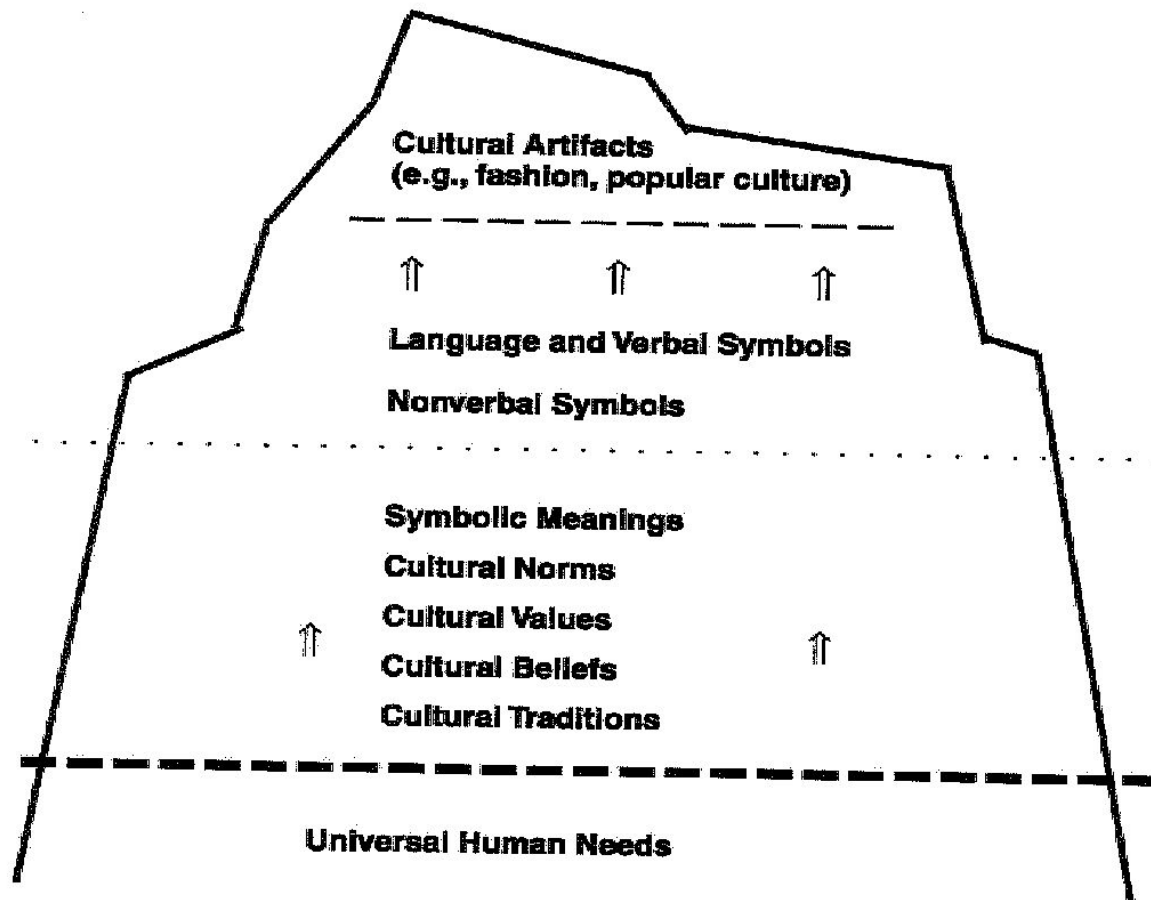 Cultural Artifacts
(e.g., fashion, popular culture)
Language and Verbal Symbols
Nonverbal Symbols
Symbolic Meanings
Cultural Norms
Cultural Values
Cultural Beliefs
Cultural Traditions
Universal Human Needs